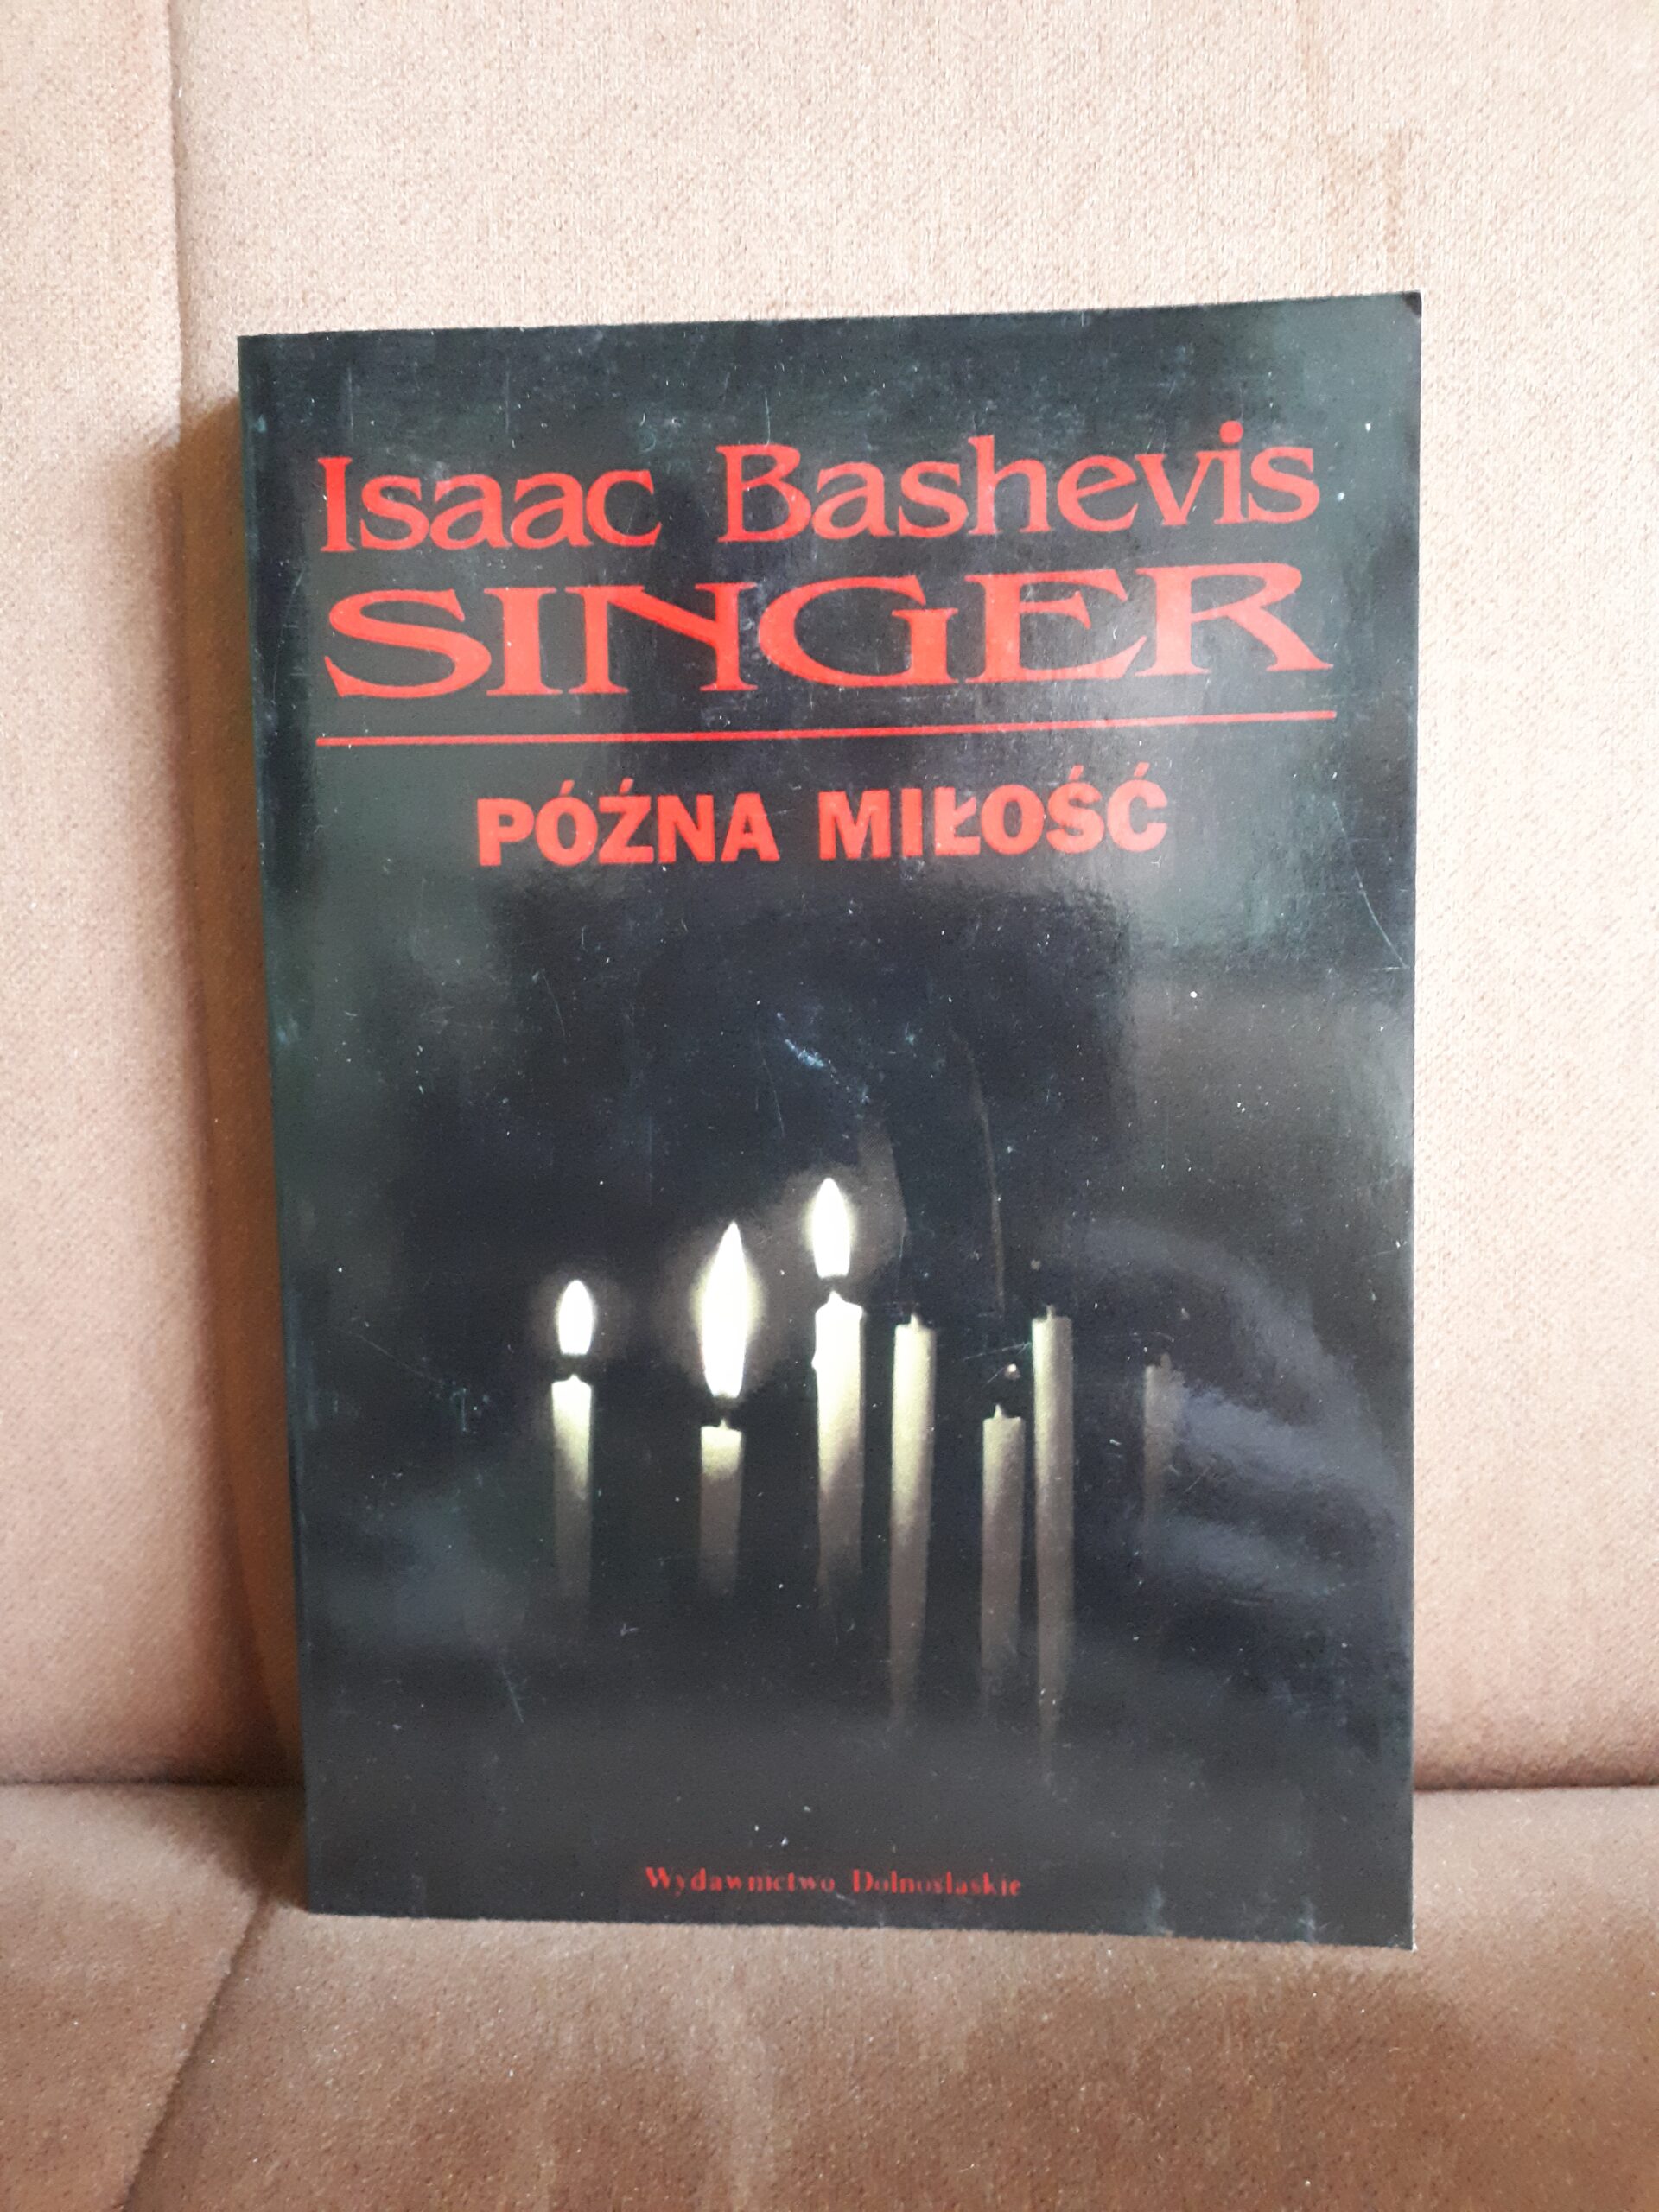 Isaac Bashevis
SINGER
PÓŹNA MIŁOŚĆ
Wydawnictwo Dolnośląskie